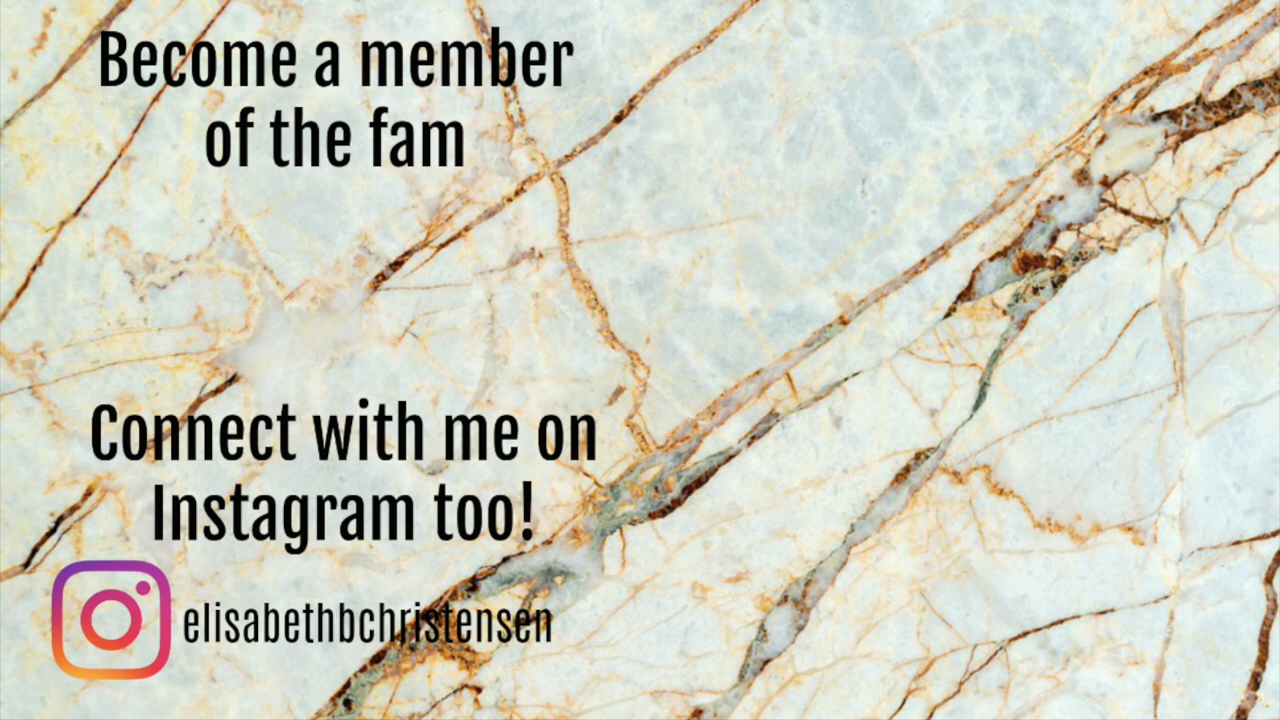 Become a member
of the fam
Connect with me on
Instagram too!
elisabethbchristensen